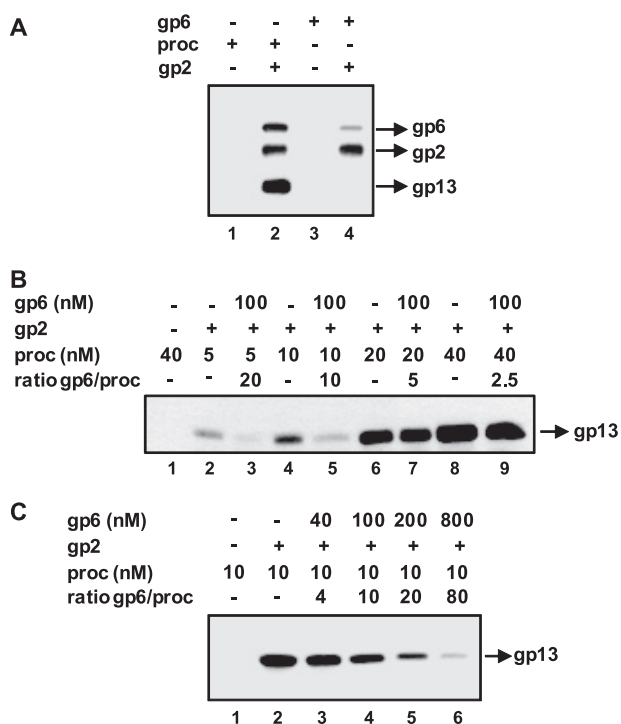 A
gp6 - - + +
proc + + - -
gp2 - + - +
gp6
gp2
gp13
1 2 3 4
B
gp6 (nM) - - 100 - 100 - 100 - 100
gp2 - + + + + + + + +
proc (nM) 40 5 5 10 10 20 20 40 40
ratio gp6/proc - - 20 - 10 - 5 - 2.5
gp13
1 2 3 4 5 6 7 8 9
C
gp6 (nM) - - 40 100 200 800
gp2 - + + + + +
proc (nM) 10 10 10 10 10 10
ratio gp6/proc - - 4 10 20 80
gp13
1 2 3 4 5 6